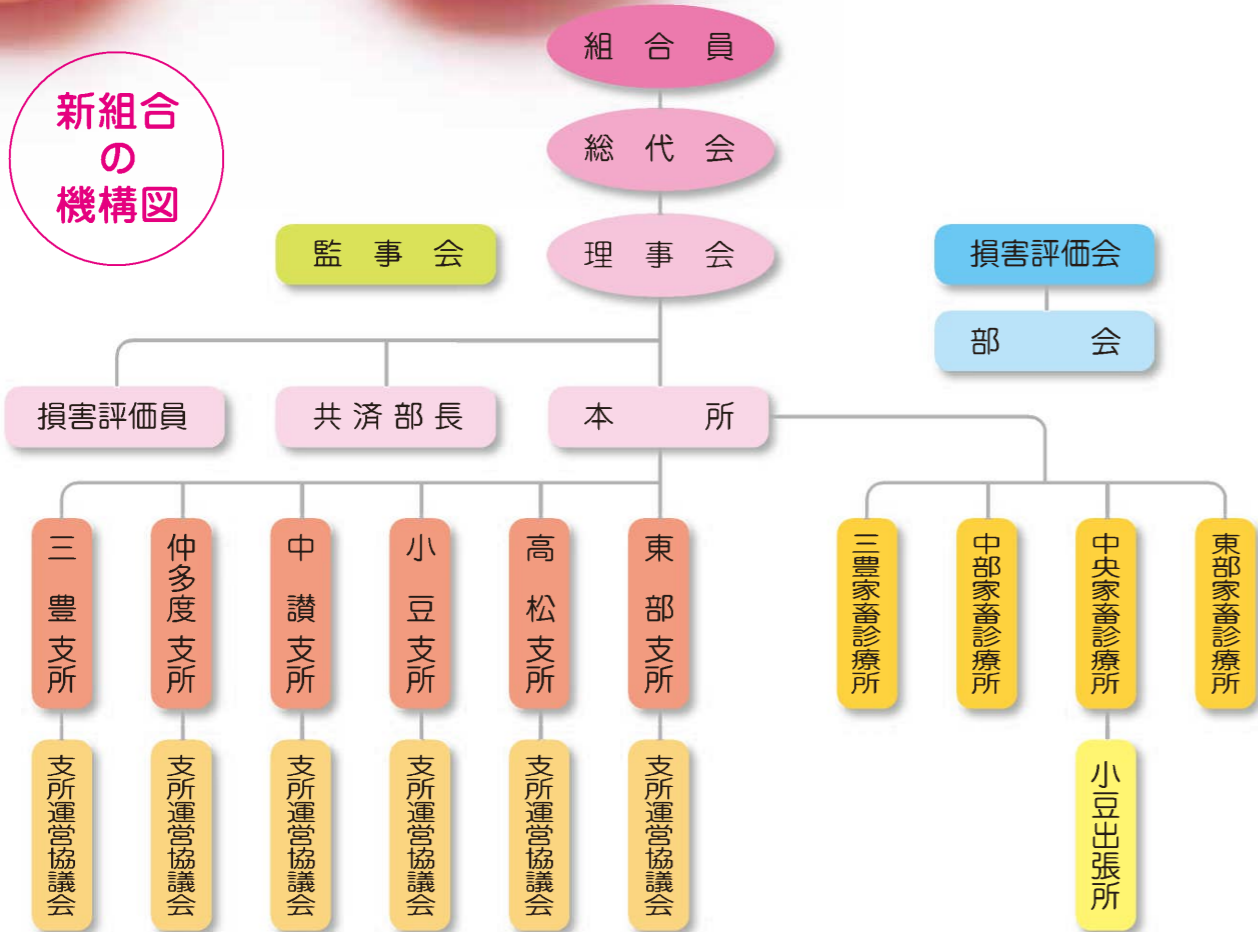 新組合
の
機構図
組合員
総代会
監事会
理事会
損害評価会
部会
損害評価員
共済部長
本所
三豊支所
仲多度支所
中讃支所
小豆支所
高松支所
東部支所
三豊家畜診療所
中部家畜診療所
中央家畜診療所
東部家畜診療所
支所運営協議会
支所運営協議会
支所運営協議会
支所運営協議会
支所運営協議会
支所運営協議会
小豆出張所